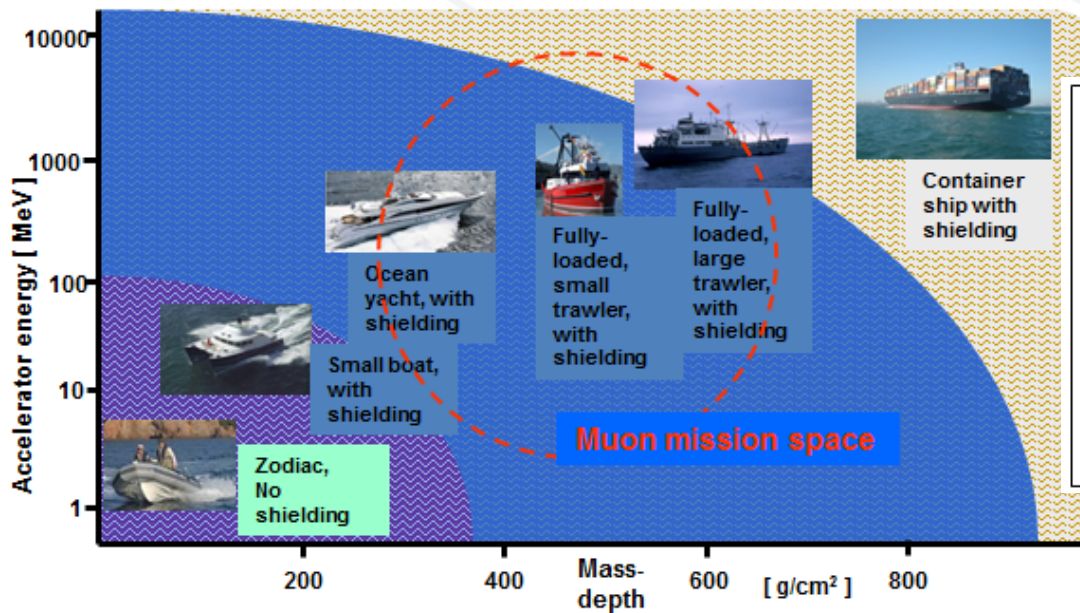 10000
1000
100
10
1
Accelerator energy [ MeV ]
Container
ship with
shielding
Fully-
loaded,
large
trawler,
with
shielding
Fully-
loaded,
small
trawler,
with
shielding
Ocean
yacht, with
shielding
Small boat,
with
shielding
Zodiac,
No
shielding
Muon mission space
200
400
Mass-
depth
600
[ g/cm² ]
800